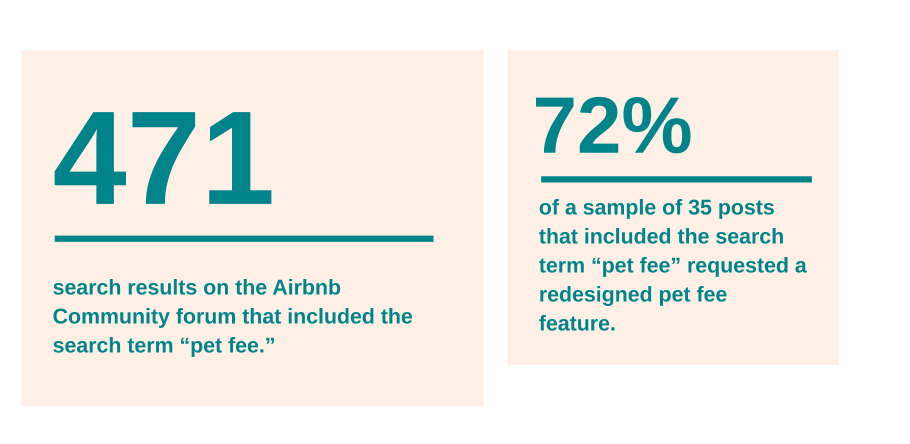 471
search results on the Airbnb
Community forum that included the
search term “pet fee.”
72%
of a sample of 35 posts
that included the search
term “pet fee” requested a
redesigned pet fee
feature.